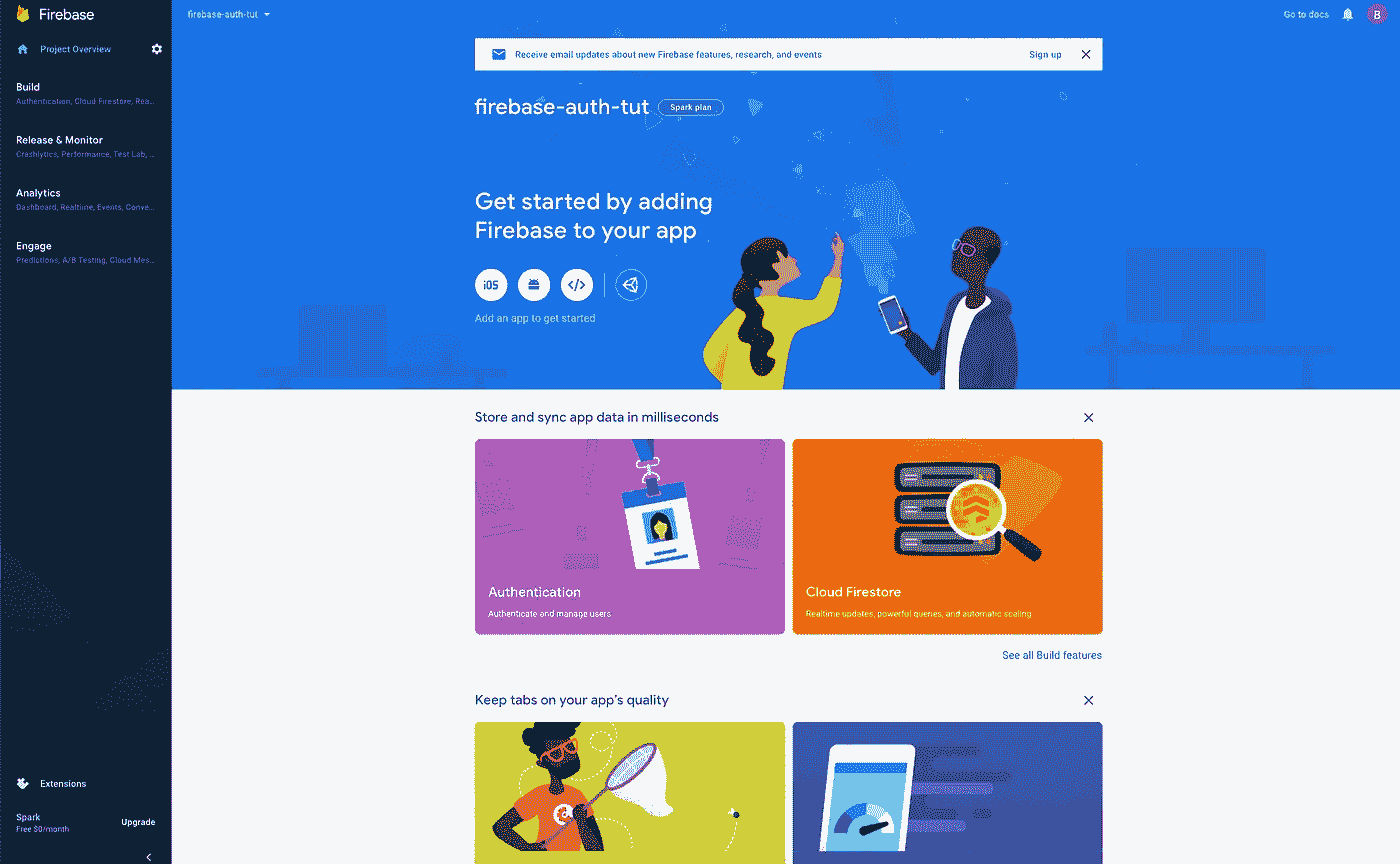 Firebase
Project Overview
Build
Authentication, Cloud Firestore, Rea...
Release & Monitor
Crashlytics, Performance, Test Lab, ...
Analytics
Dashboard, Realtime, Events, Conve...
Engage
Predictions, A/B Testing, Cloud Mes...
Extensions
Spark
Free $0/month
Upgrade
firebase-auth-tut
Go to docs
B
Receive email updates about new Firebase features, research, and events
Sign up
firebase-auth-tut
Spark plan
Get started by adding
Firebase to your app
iOS
Add an app to get started
Store and sync app data in milliseconds
Authentication
Authenticate and manage users
Cloud Firestore
Realtime updates, powerful queries, and automatic scaling
See all Build features
Keep tabs on your app's quality